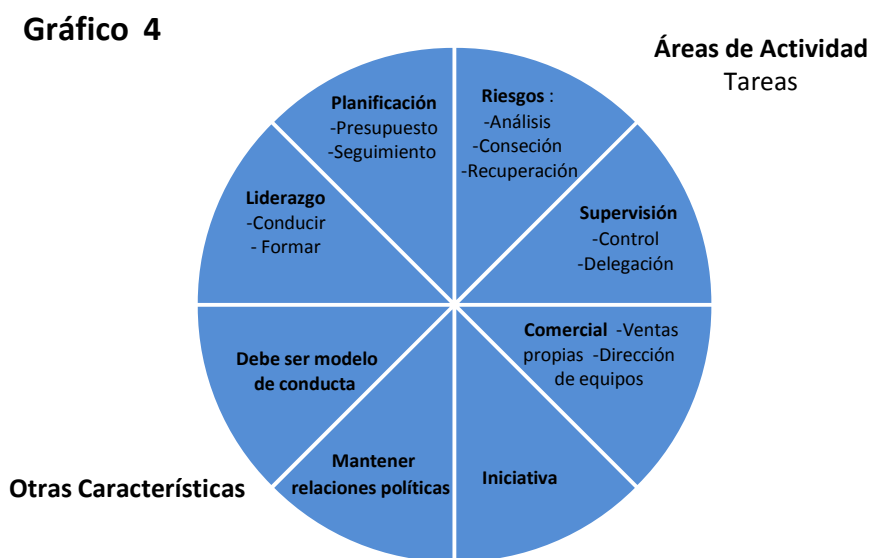 Gráfico 4
Áreas de Actividad
Tareas
Planificación
-Presupuesto
-Seguimiento
Riesgos :
-Análisis
-Conseción
-Recuperación
Liderazgo
-Conducir
- Formar
Supervisión
-Control
-Delegación
Comercial -Ventas
propias -Dirección
de equipos
Debe ser modelo
de conducta
Mantener
relaciones políticas
Iniciativa
Otras Características